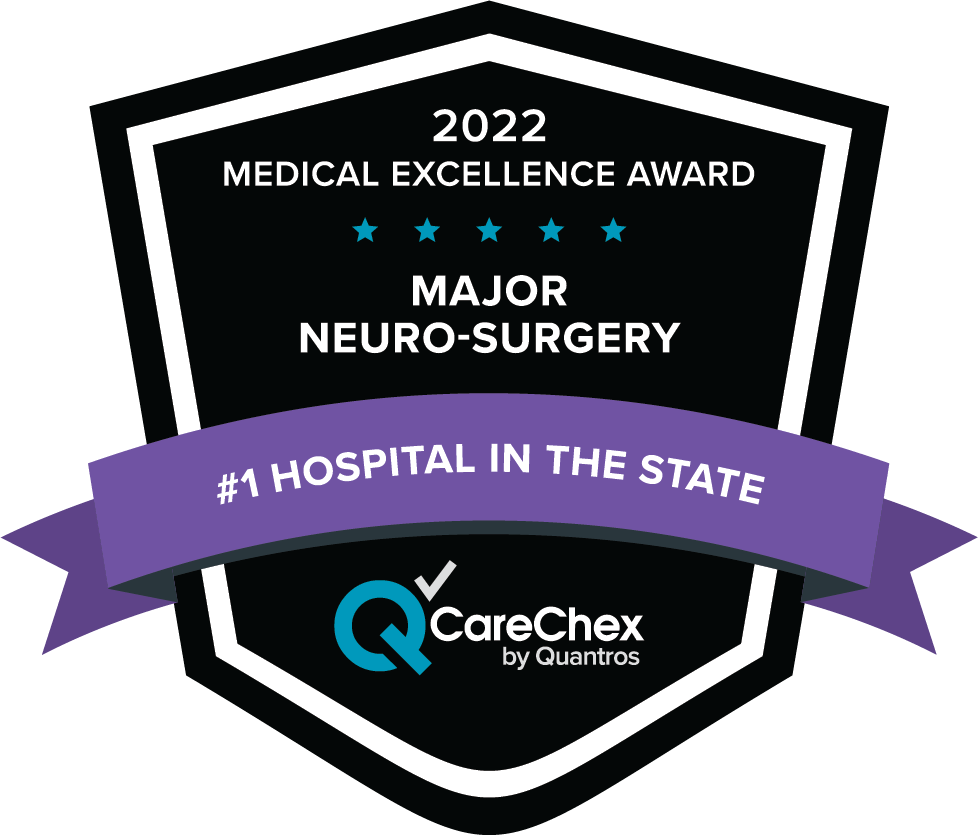 2022
MEDICAL EXCELLENCE AWARD
MAJOR
NEURO-SURGERY
#1 HOSPITAL IN THE STATE
CareChex
by Quantros